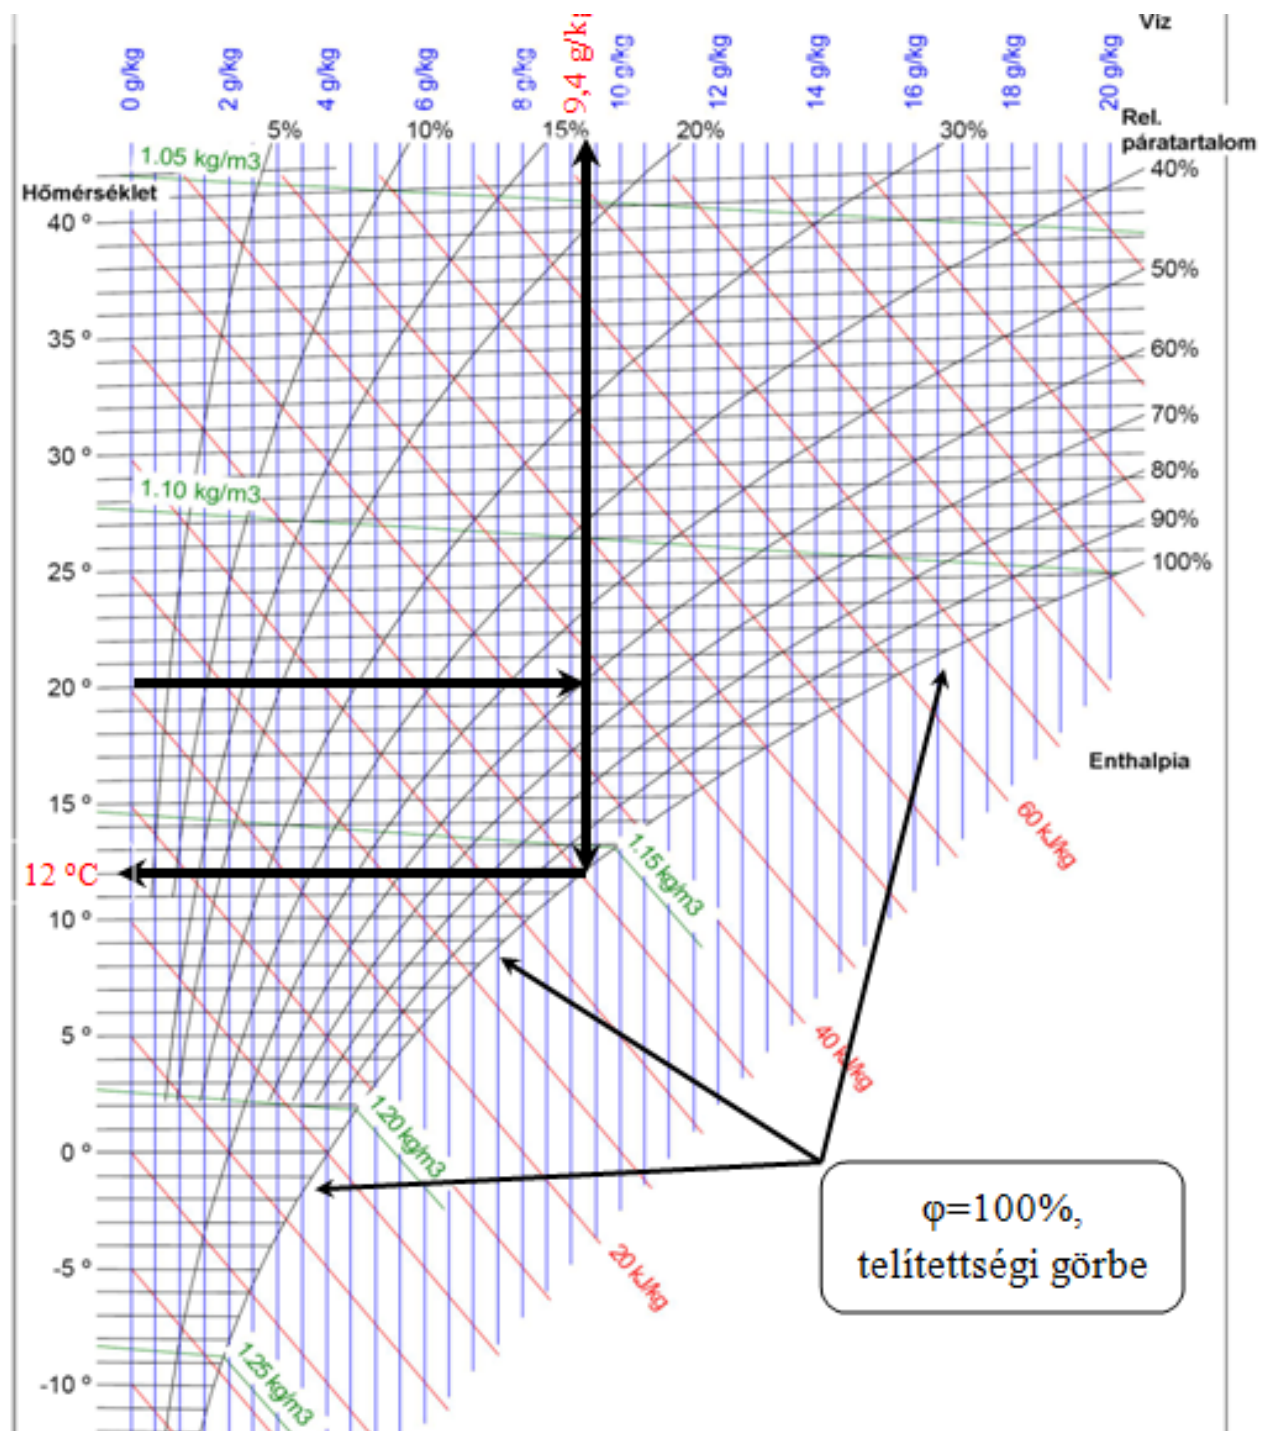 Víz
0 g/kg
2 g/kg
4 g/kg
6 g/kg
8 g/kg
9,4 g/kg
10 g/kg
12 g/kg
14 g/kg
16 g/kg
18 g/kg
20 g/kg
5%
10%
15%
20%
30%
Rel.
páratartalom
40%
50%
60%
70%
80%
90%
100%
Hőmérséklet
40 °
35 °
30 °
25 °
20 °
15 °
12 °C
10 °
5 °
0 °
-5 °
-10 °
1.05 kg/m3
1.10 kg/m3
1.15 kg/m3
1.20 kg/m3
1.25 kg/m3
Enthalpia
60 kJ/kg
40 kJ/kg
20 kJ/kg
φ=100%,
telítettségi görbe